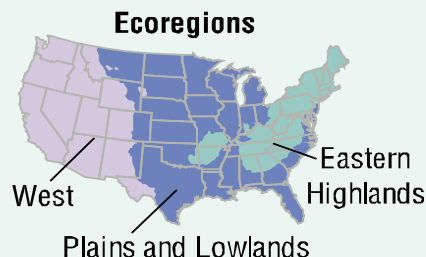 Ecoregions
West
Eastern
Highlands
Plains and Lowlands